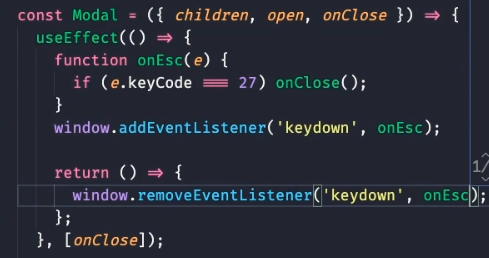 const Modal = ({ children, open, onClose }) => {
  useEffect(() => {
    function onEsc(e) {
      if (e.keyCode === 27) onClose();
    }
    window.addEventListener('keydown', onEsc);

    return () => {
      window.removeEventListener('keydown', onEsc);
    };
  }, [onClose]);
1/